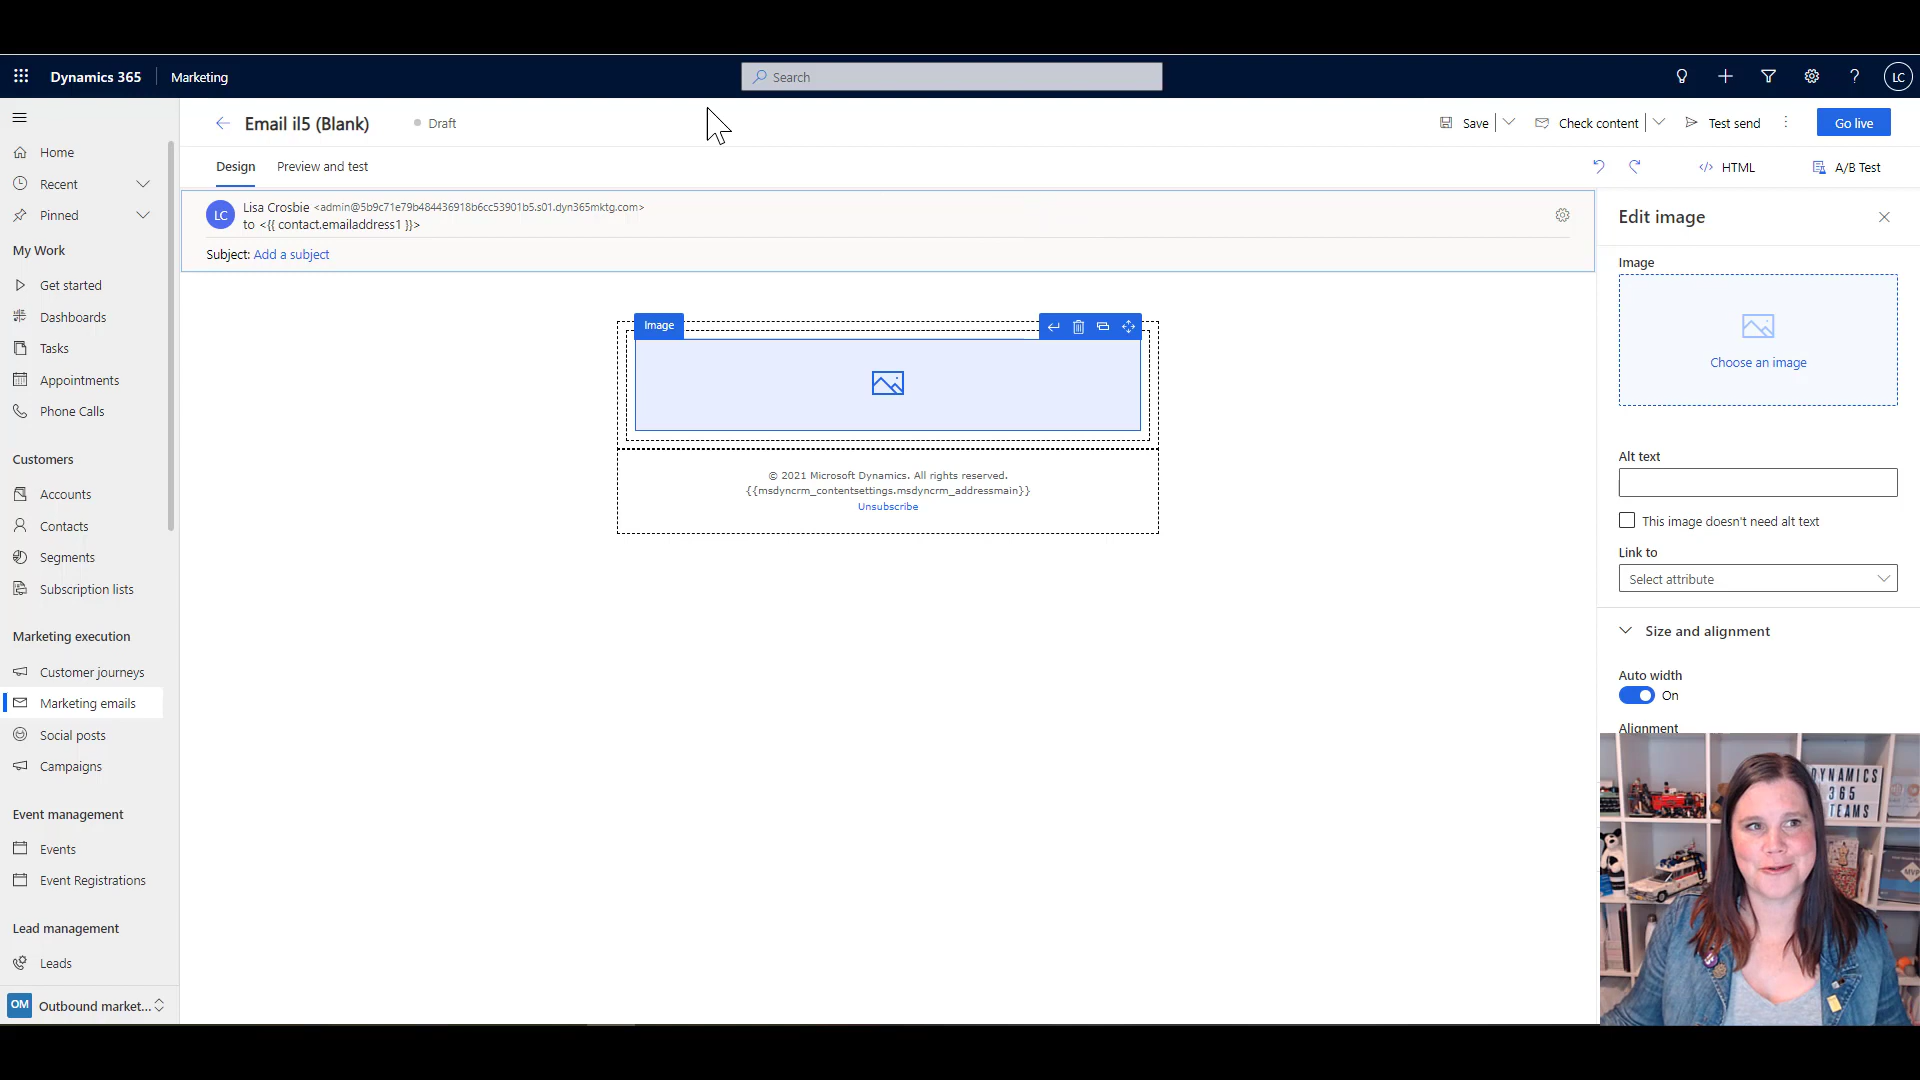 Dynamics 365
Marketing
Search
LC
Home
Recent
Pinned
My Work
Get started
Dashboards
Tasks
Appointments
Phone Calls
Customers
Accounts
Contacts
Segments
Subscription lists
Marketing execution
Customer journeys
Marketing emails
Social posts
Campaigns
Event management
Events
Event Registrations
Lead management
Leads
OM
Outbound market...
Email il5 (Blank)
Draft
Save
Check content
Test send
Go live
Design
Preview and test
HTML
A/B Test
LC
Lisa Crosbie <admin@5b9c71e79b484436918b6cc53901b5.s01.dyn365mktg.com>
to <{{ contact.emailaddress1 }}>
Subject: Add a subject
Image
© 2021 Microsoft Dynamics. All rights reserved.
{{msdyncrm_contentsettings.msdyncrm_addressmain}}
Unsubscribe
Edit image
Image
Choose an image
Alt text
This image doesn't need alt text
Link to
Select attribute
Size and alignment
Auto width
On
Alignment
DYNAMICS
365
TEAMS
MVP